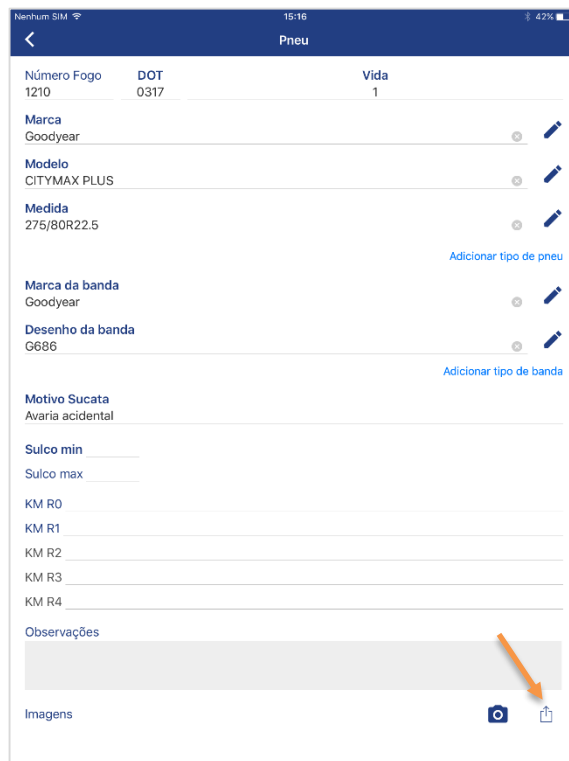 Nenhum SIM 15:16 42%
Pneu
Número Fogo DOT Vida
1210 0317 1
Marca
Goodyear
Modelo
CITYMAX PLUS
Medida
275/80R22.5
Adicionar tipo de pneu
Marca da banda
Goodyear
Desenho da banda
G686
Adicionar tipo de banda
Motivo Sucata
Avaria acidental
Sulco min
Sulco max
KM R0
KM R1
KM R2
KM R3
KM R4
Observações
Imagens